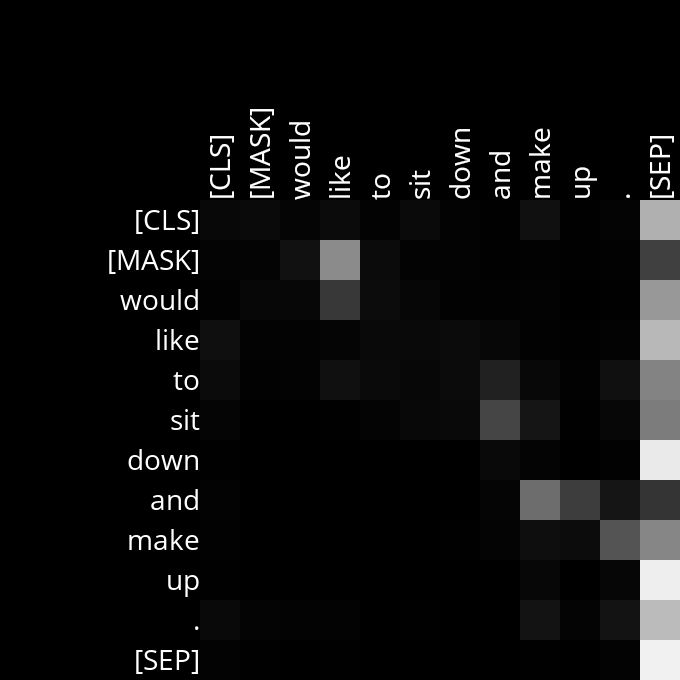 [CLS] [MASK] would like to sit down and make up . [SEP]
[CLS]
[MASK]
would
like
to
sit
down
and
make
up
.
[SEP]